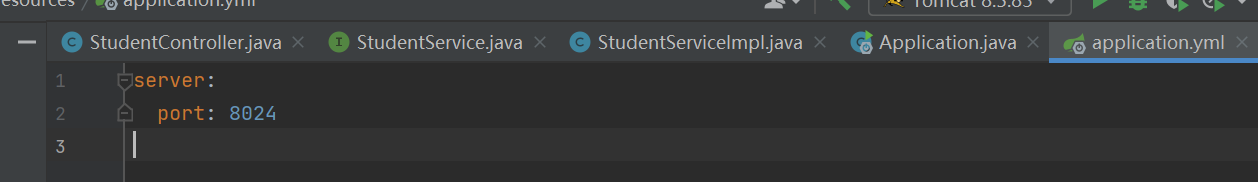 esources application.yml
Tomcat 8.5.83
StudentController.java StudentService.java StudentServiceImpl.java Application.java application.yml
1 server:
2 port: 8024
3